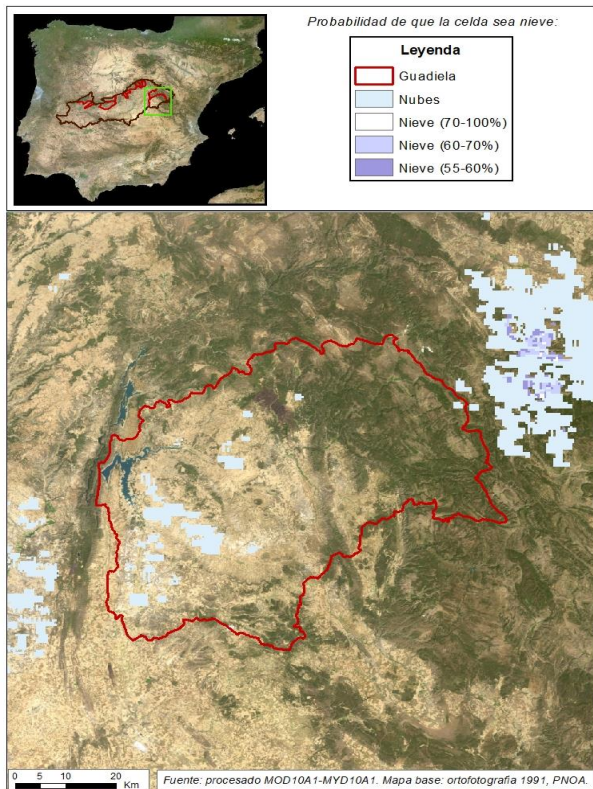 Probabilidad de que la celda sea nieve:
Leyenda
Guadiela
Nubes
Nieve (70-100%)
Nieve (60-70%)
Nieve (55-60%)
0 5 10 20
Km
Fuente: procesado MOD10A1-MYD10A1. Mapa base: ortofotografia 1991, PNOA.